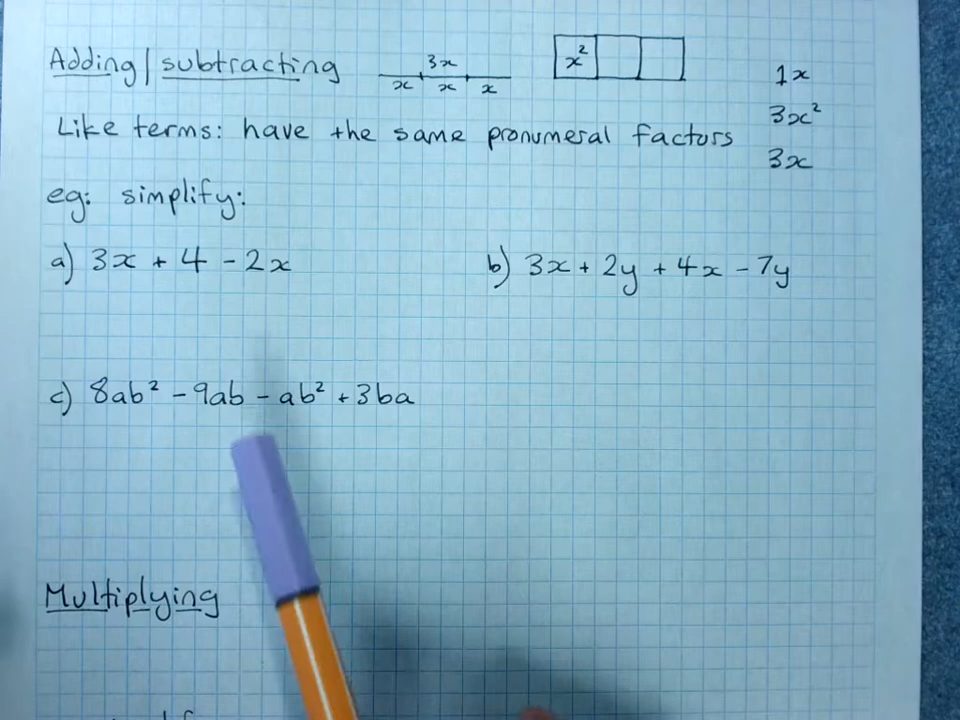 Adding/subtracting
3x
x x x
x²
1x
3x²
3x
Like terms: have the same pronumeral factors
eg: simplify:
a) 3x + 4 - 2x
b) 3x + 2y + 4x - 7y
c) 8ab² - 9ab - ab² + 3ba
Multiplying